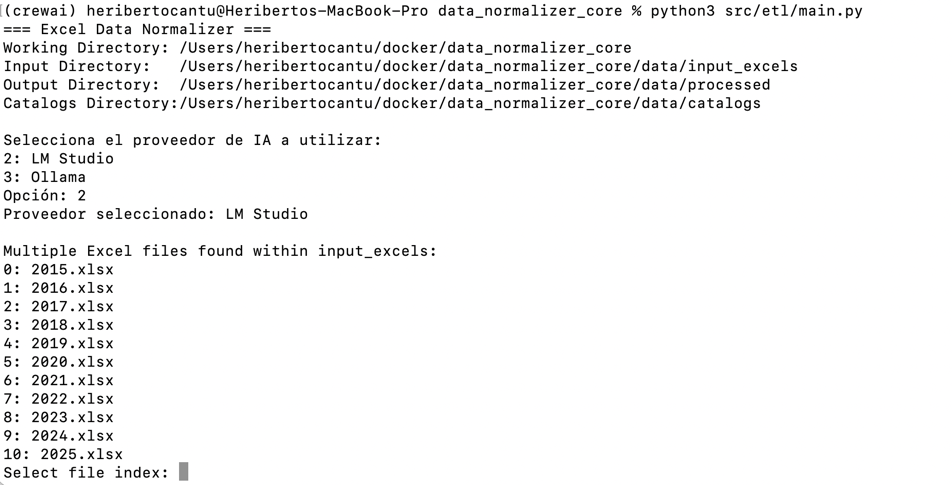 (crewai) heribertocantu@Heribertos-MacBook-Pro data_normalizer_core % python3 src/etl/main.py
=== Excel Data Normalizer ===
Working Directory: /Users/heribertocantu/docker/data_normalizer_core
Input Directory:   /Users/heribertocantu/docker/data_normalizer_core/data/input_excels
Output Directory:  /Users/heribertocantu/docker/data_normalizer_core/data/processed
Catalogs Directory:/Users/heribertocantu/docker/data_normalizer_core/data/catalogs

Selecciona el proveedor de IA a utilizar:
2: LM Studio
3: Ollama
Opción: 2
Proveedor seleccionado: LM Studio

Multiple Excel files found within input_excels:
0: 2015.xlsx
1: 2016.xlsx
2: 2017.xlsx
3: 2018.xlsx
4: 2019.xlsx
5: 2020.xlsx
6: 2021.xlsx
7: 2022.xlsx
8: 2023.xlsx
9: 2024.xlsx
10: 2025.xlsx
Select file index: